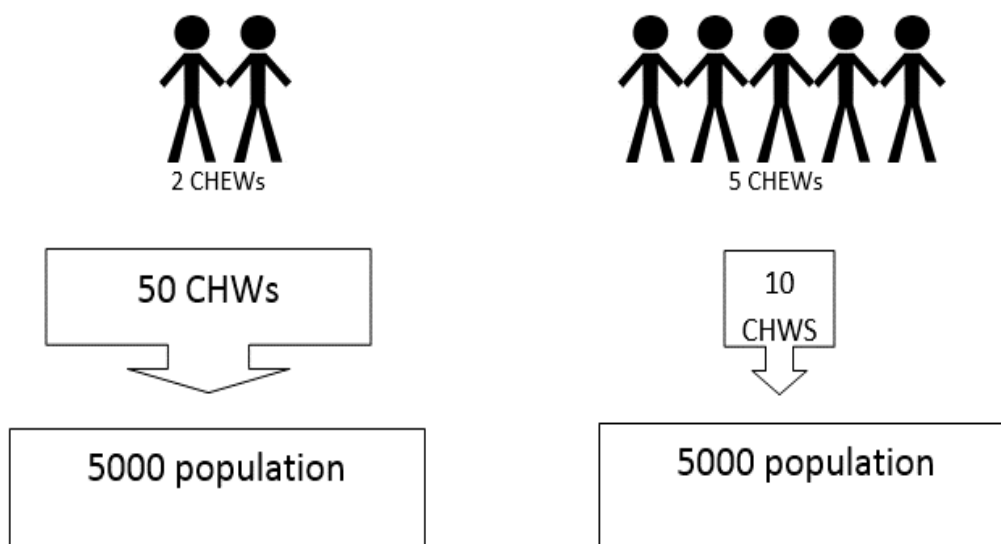 2 CHEWs
50 CHWs
5000 population
5 CHEWs
10
CHWS
5000 population